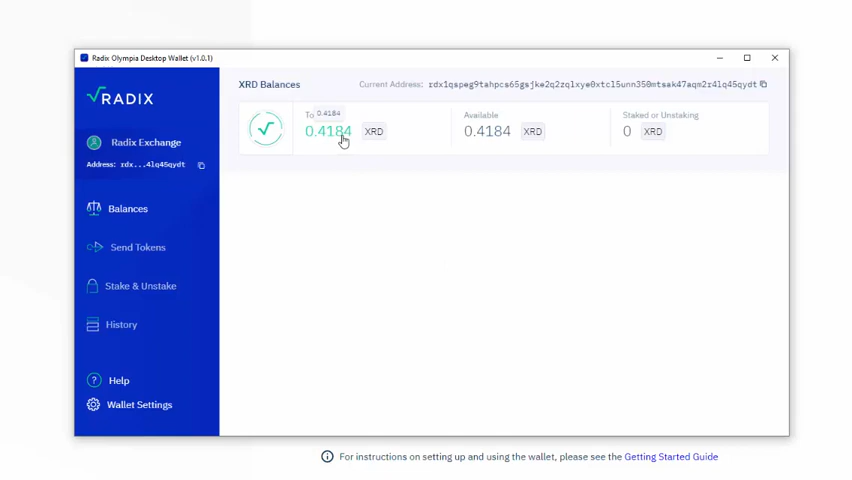 Radix Olympia Desktop Wallet (v1.0.1)
RADIX
XRD Balances
Current Address: rdx1qspeg9tahpcs65gsjke2q2zqlxye0xtcl5unn350mtsak47aqm2r4lq45qydt
Radix Exchange
Address: rdx...4lq45qydt
To
0.4184
0.4184 XRD
Available
0.4184 XRD
Staked or Unstaking
0 XRD
Balances
Send Tokens
Stake & Unstake
History
Help
Wallet Settings
For instructions on setting up and using the wallet, please see the Getting Started Guide